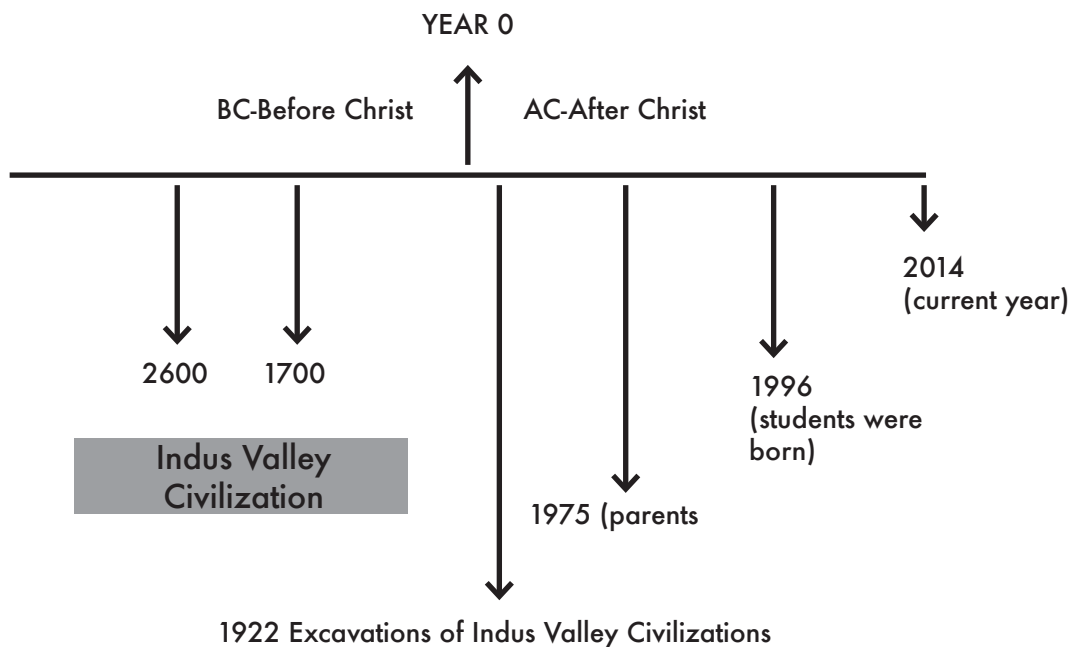 YEAR 0
BC-Before Christ
AC-After Christ
2014
(current year)
2600
1700
1996
(students were
born)
Indus Valley
Civilization
1975 (parents
1922 Excavations of Indus Valley Civilizations